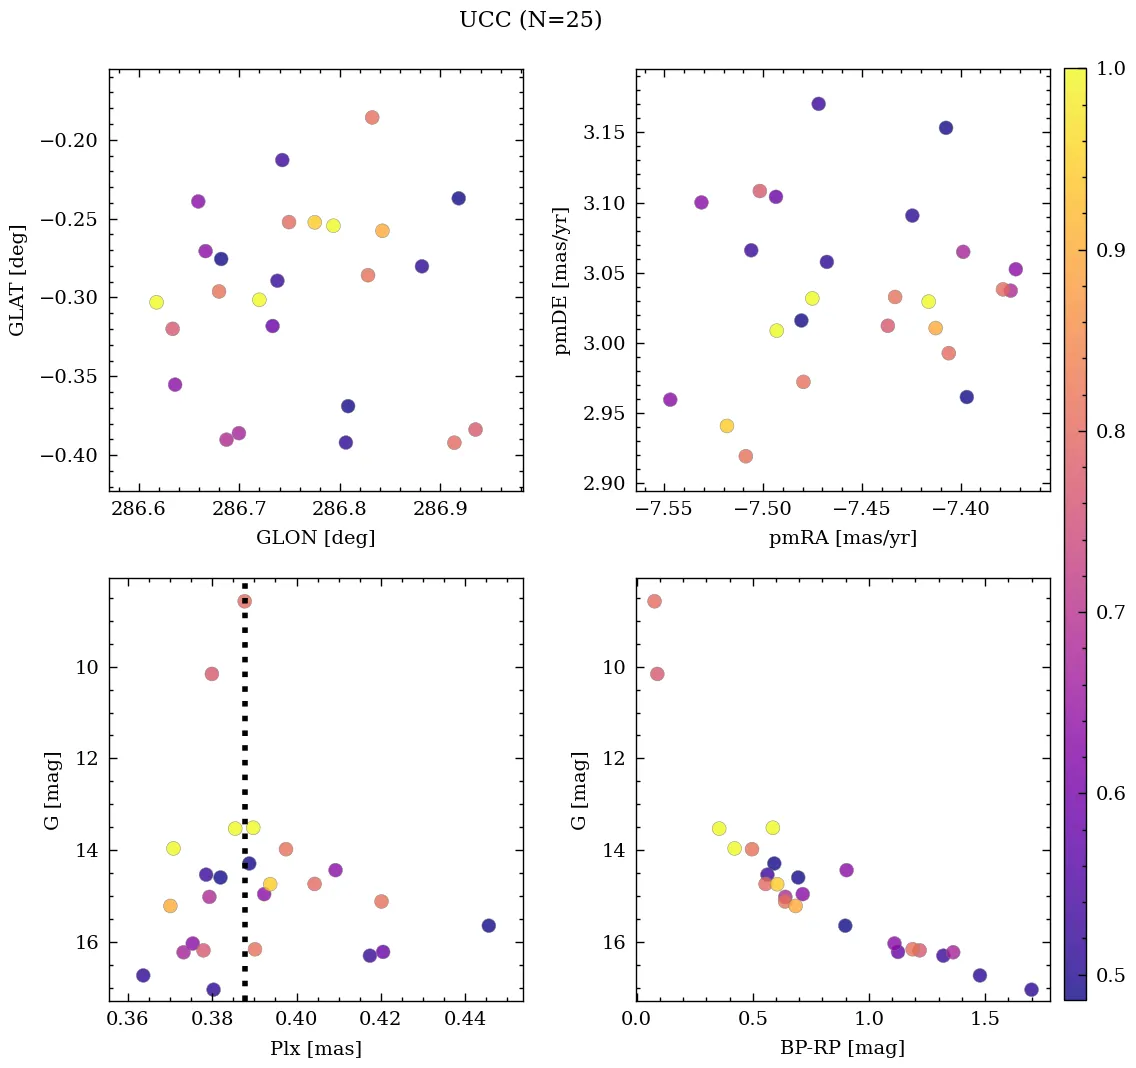 UCC (N=25)
−0.20
−0.25
−0.30
−0.35
−0.40
GLAT [deg]
286.6 286.7 286.8 286.9
GLON [deg]
3.15
3.10
3.05
3.00
2.95
2.90
pmDE [mas/yr]
−7.55 −7.50 −7.45 −7.40
pmRA [mas/yr]
10
12
14
16
G [mag]
0.36 0.38 0.40 0.42 0.44
Plx [mas]
10
12
14
16
G [mag]
0.0 0.5 1.0 1.5
BP-RP [mag]
1.0
0.9
0.8
0.7
0.6
0.5